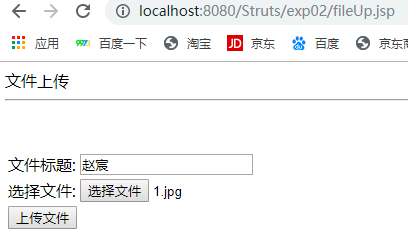 localhost:8080/Struts/exp02/fileUp.jsp
应用 百度一下 淘宝 JD 京东 百度 京东商
文件上传
文件标题: 赵宸
选择文件: 选择文件 1.jpg
上传文件